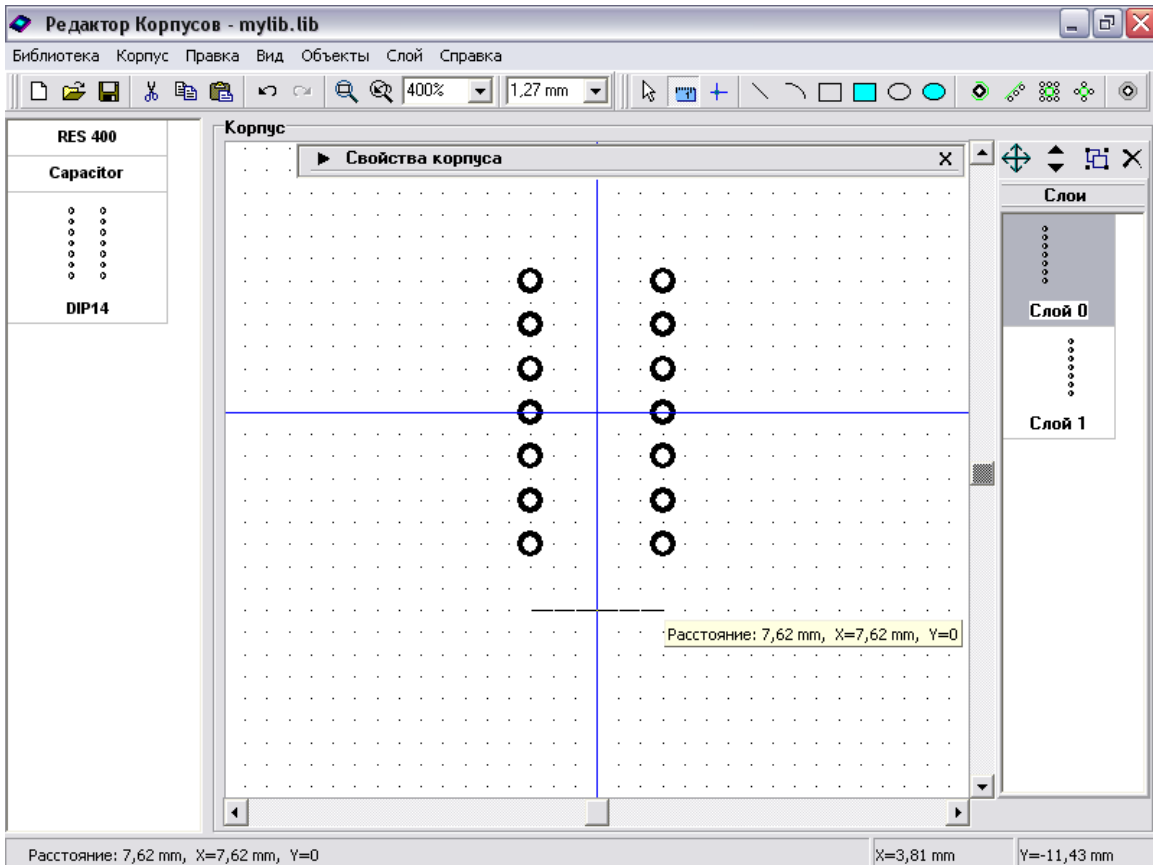 Редактор Корпусов - mylib.lib
Библиотека Корпус Правка Вид Объекты Слой Справка
400% 1,27 mm
RES 400
Capacitor
DIP14
Корпус
Свойства корпуса
Расстояние: 7,62 mm, X=7,62 mm, Y=0
Слои
Слой 0
Слой 1
Расстояние: 7,62 mm, X=7,62 mm, Y=0 X=3,81 mm Y=-11,43 mm